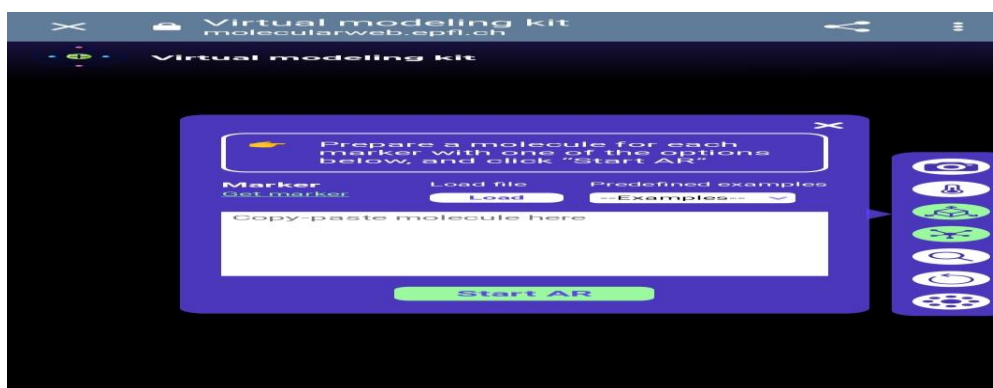 Virtual modeling kit
molecularweb.epfl.ch
Virtual modeling kit
Prepare a molecule for each
marker with one of the options
below, and click "Start AR"
Marker Load file Predefined examples
Get marker Load --Examples--
Copy-paste molecule here
Start AR